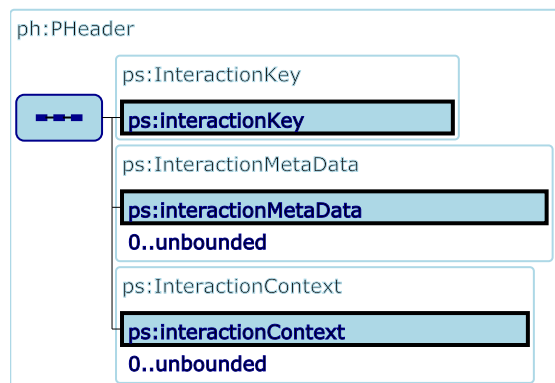 ph:PHeader
ps:InteractionKey
ps:interactionKey
ps:InteractionMetaData
ps:interactionMetaData
0..unbounded
ps:InteractionContext
ps:interactionContext
0..unbounded